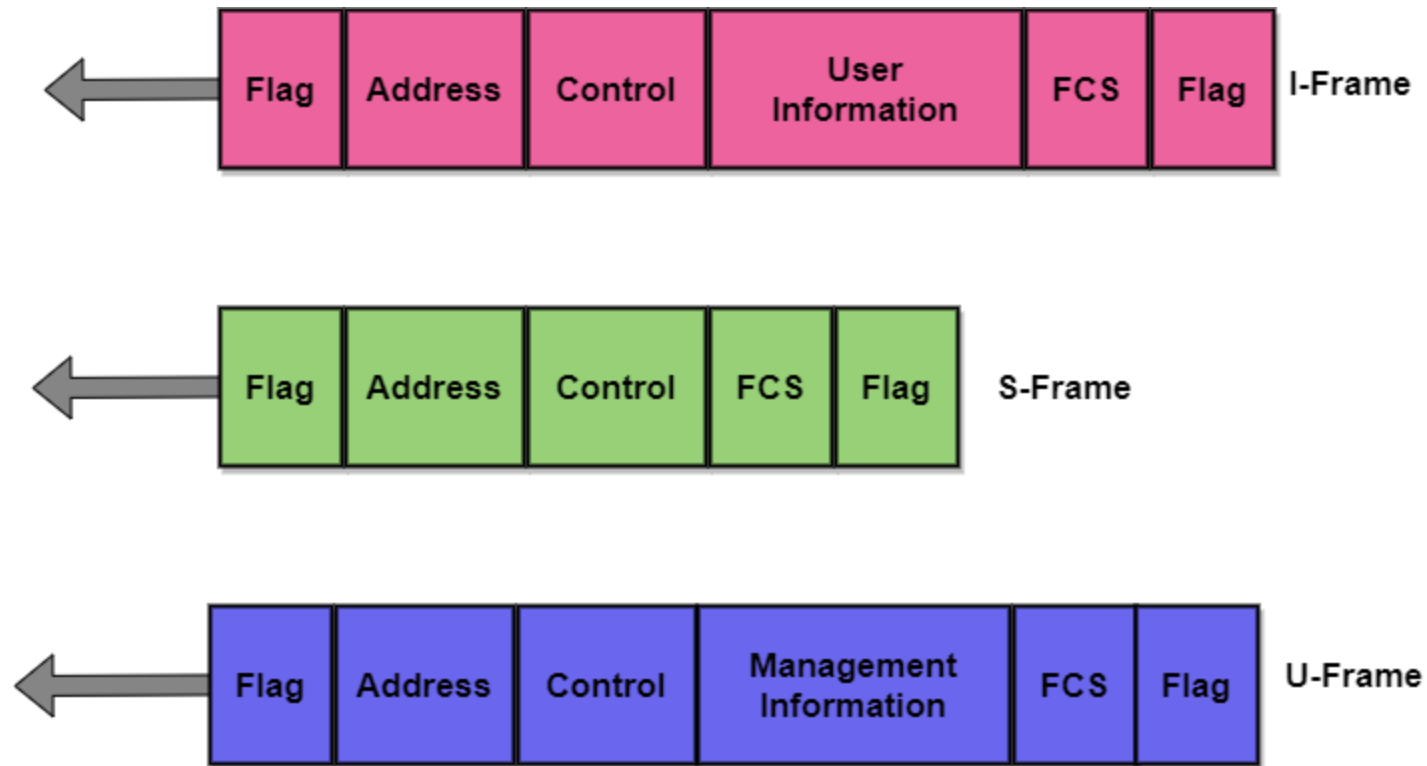 Flag Address Control User Information FCS Flag I-Frame
Flag Address Control FCS Flag S-Frame
Flag Address Control Management Information FCS Flag U-Frame